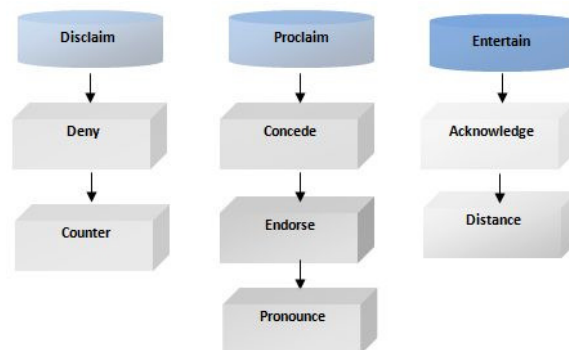 Disclaim
Deny
Counter
Proclaim
Concede
Endorse
Pronounce
Entertain
Acknowledge
Distance